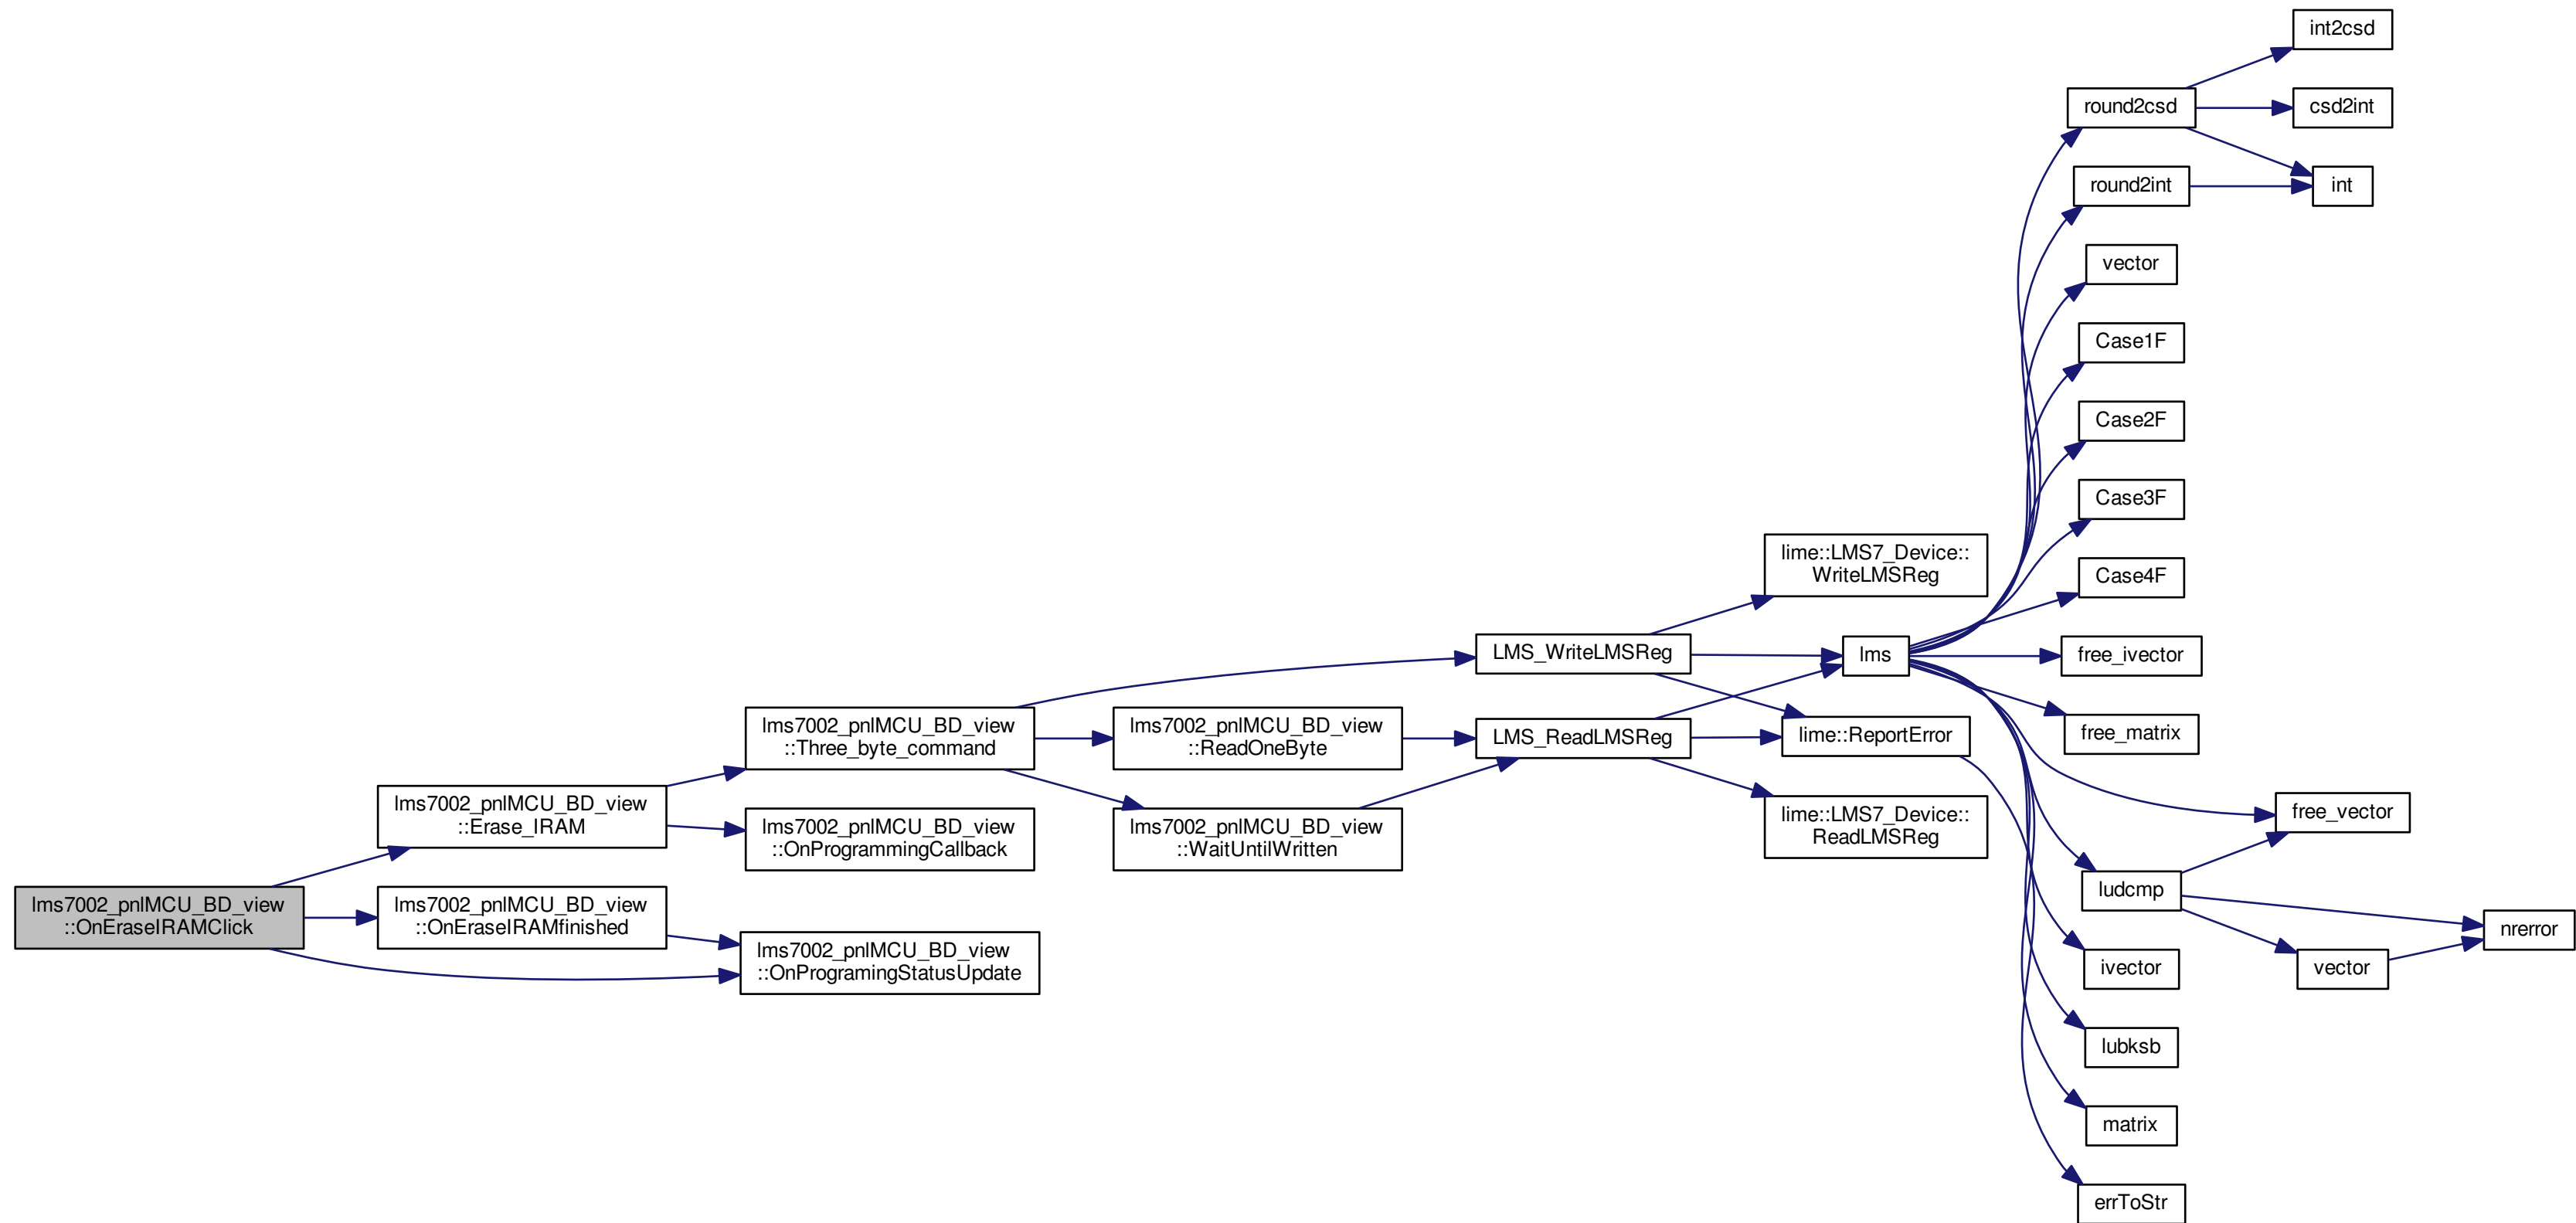 lms7002_pnlMCU_BD_view
::OnEraseIRAMClick
lms7002_pnlMCU_BD_view
::Erase_IRAM
lms7002_pnlMCU_BD_view
::OnEraseIRAMfinished
lms7002_pnlMCU_BD_view
::Three_byte_command
lms7002_pnlMCU_BD_view
::OnProgrammingCallback
lms7002_pnlMCU_BD_view
::OnProgramingStatusUpdate
lms7002_pnlMCU_BD_view
::ReadOneByte
lms7002_pnlMCU_BD_view
::WaitUntilWritten
LMS_WriteLMSReg
LMS_ReadLMSReg
lime::LMS7_Device::
WriteLMSReg
lms
lime::ReportError
lime::LMS7_Device::
ReadLMSReg
round2csd
round2int
vector
Case1F
Case2F
Case3F
Case4F
free_ivector
free_matrix
ludcmp
ivector
lubksb
matrix
errToStr
int2csd
csd2int
int
free_vector
vector
nrerror